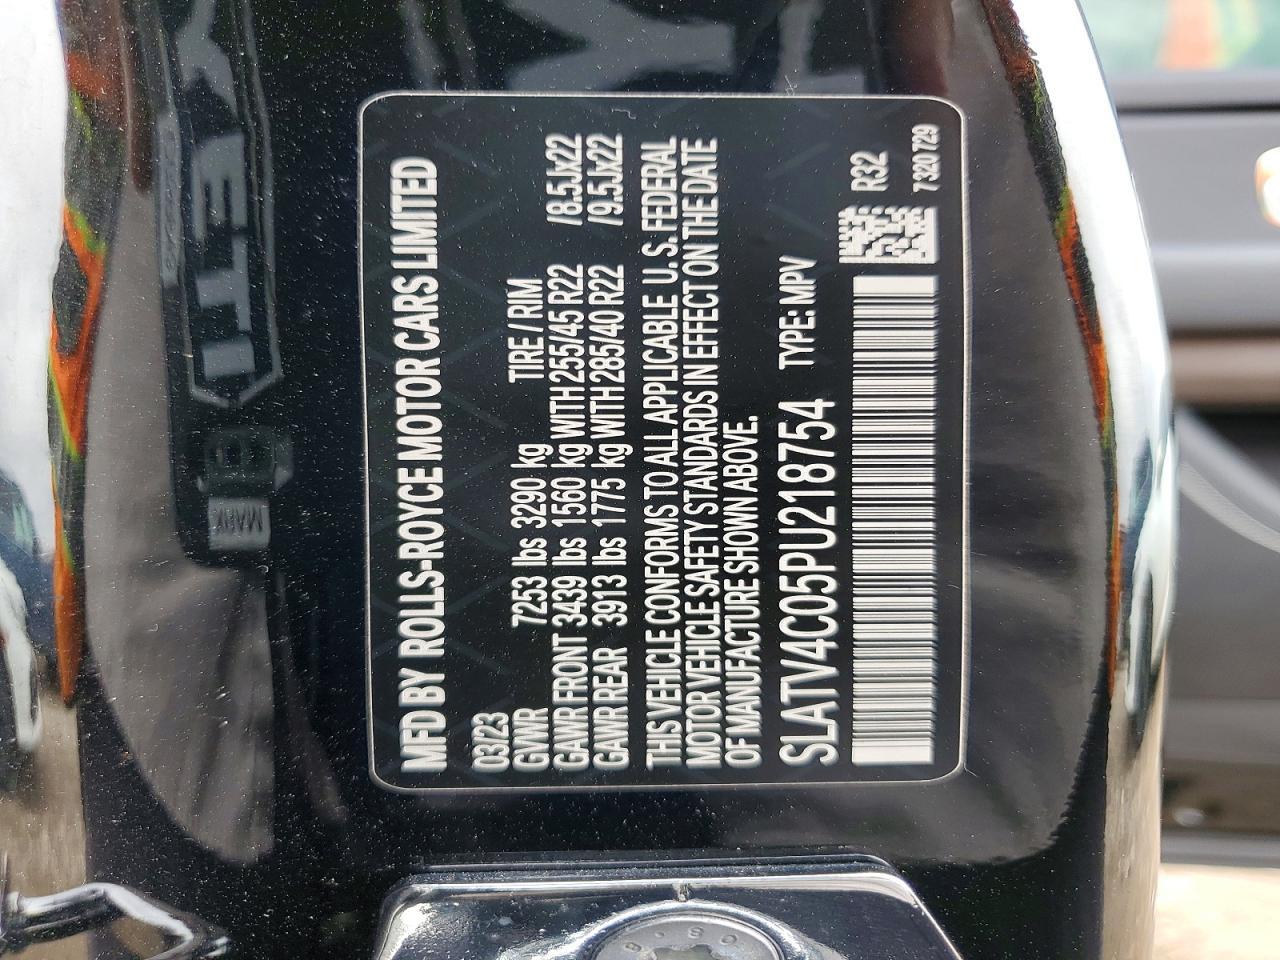 MFD BY ROLLS-ROYCE MOTOR CARS LIMITED
03/23
GVWR 7253 lbs 3290 kg TIRE / RIM
GAWR FRONT 3439 lbs 1560 kg WITH 255/45 R22 /8.5Jx22
GAWR REAR 3913 lbs 1775 kg WITH 285/40 R22 /9.5Jx22
THIS VEHICLE CONFORMS TO ALL APPLICABLE U.S. FEDERAL
MOTOR VEHICLE SAFETY STANDARDS IN EFFECT ON THE DATE
OF MANUFACTURE SHOWN ABOVE.
SLATV4C05PU218754 TYPE: MPV
R32
7 320 729